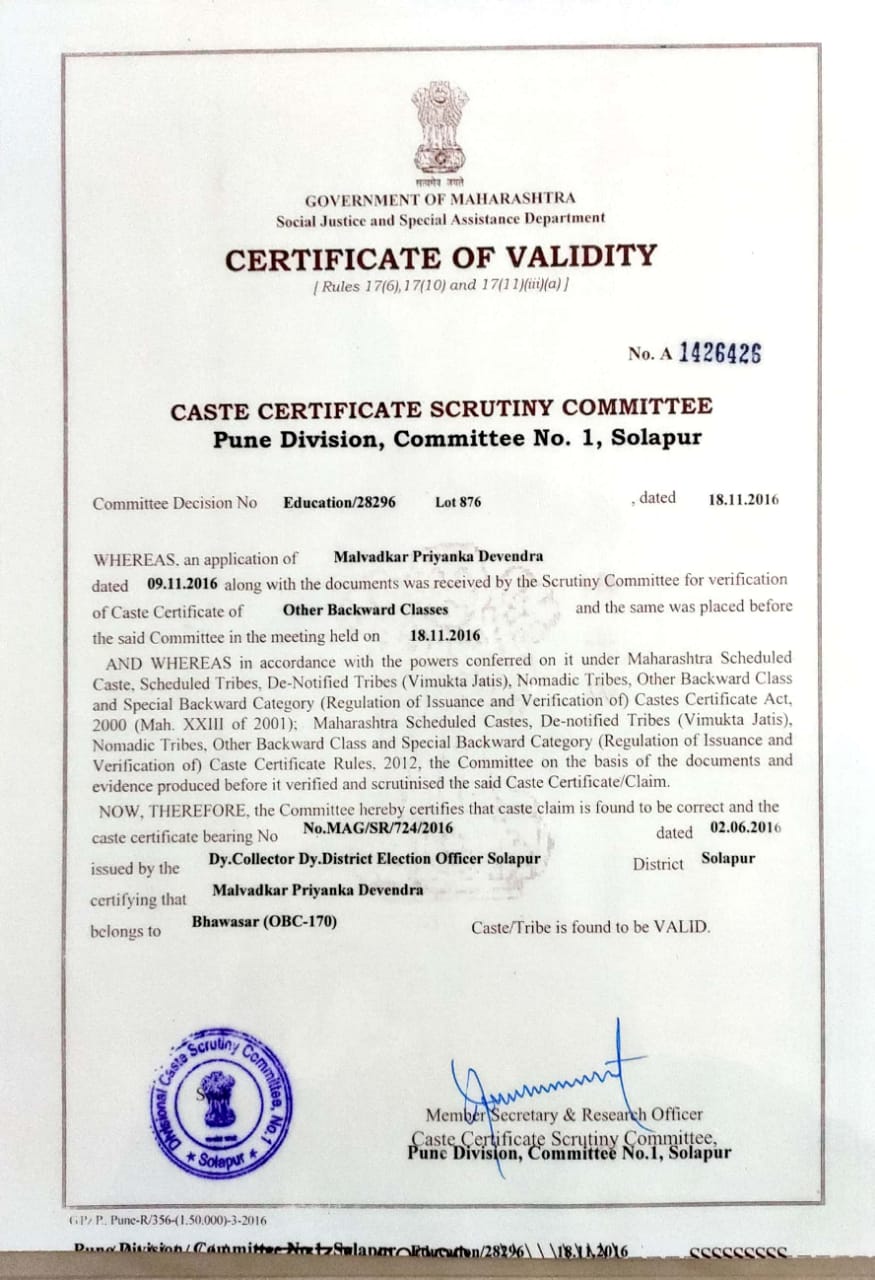 सत्यमेव जयते
GOVERNMENT OF MAHARASHTRA
Social Justice and Special Assistance Department
CERTIFICATE OF VALIDITY
[ Rules 17(6),17(10) and 17(11)(iii)(a) ]
No. A 1426426
CASTE CERTIFICATE SCRUTINY COMMITTEE
Pune Division, Committee No. 1, Solapur
Committee Decision No Education/28296 Lot 876 , dated 18.11.2016
WHEREAS, an application of Malvadkar Priyanka Devendra
dated 09.11.2016 along with the documents was received by the Scrutiny Committee for verification
of Caste Certificate of Other Backward Classes and the same was placed before
the said Committee in the meeting held on 18.11.2016
AND WHEREAS in accordance with the powers conferred on it under Maharashtra Scheduled
Caste, Scheduled Tribes, De-Notified Tribes (Vimukta Jatis), Nomadic Tribes, Other Backward Class
and Special Backward Category (Regulation of Issuance and Verification of) Castes Certificate Act,
2000 (Mah. XXIII of 2001); Maharashtra Scheduled Castes, De-notified Tribes (Vimukta Jatis),
Nomadic Tribes, Other Backward Class and Special Backward Category (Regulation of Issuance and
Verification of) Caste Certificate Rules, 2012, the Committee on the basis of the documents and
evidence produced before it verified and scrutinised the said Caste Certificate/Claim.
NOW, THEREFORE, the Committee hereby certifies that caste claim is found to be correct and the
caste certificate bearing No No.MAG/SR/724/2016 dated 02.06.2016
issued by the Dy.Collector Dy.District Election Officer Solapur District Solapur
certifying that Malvadkar Priyanka Devendra
belongs to Bhawasar (OBC-170) Caste/Tribe is found to be VALID.
Divisional Caste Scrutiny Committee, No.1
★ Solapur ★
Member Secretary & Research Officer
Caste Certificate Scrutiny Committee,
Pune Division, Committee No.1, Solapur
G.P./ P.. Pune-R/356-(1.50.000)-3-2016
Pune Division/ Committee No 1, Solapur Education/28296\ \ \18.11.2016